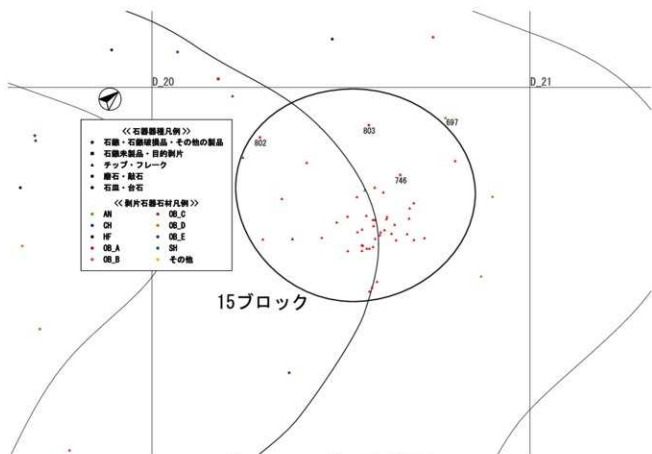 D_20
D_21
697
803
802
746
≪石器器種凡例≫
石鏃・石鏃破損品・その他の製品
石鏃未製品・目的剥片
チップ・フレーク
磨石・敲石
石皿・台石
≪剥片石器石材凡例≫
AN OB_C
CH OB_D
HF OB_E
OB_A SH
OB_B その他
15ブロック